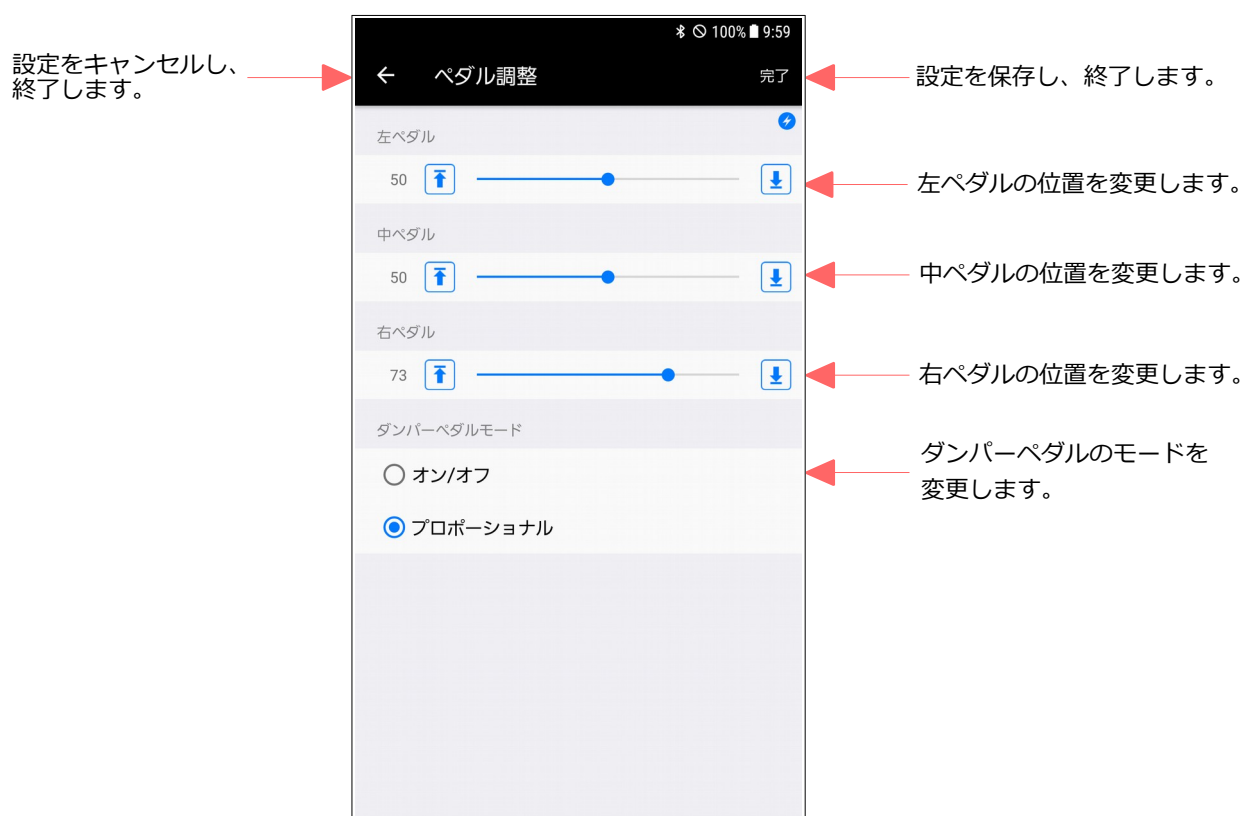 100% 9:59
設定をキャンセルし、
終了します。
ペダル調整
完了
設定を保存し、終了します。
左ペダル
50
左ペダルの位置を変更します。
中ペダル
50
中ペダルの位置を変更します。
右ペダル
73
右ペダルの位置を変更します。
ダンパーペダルモード
オン/オフ
ダンパーペダルのモードを
変更します。
プロポーショナル